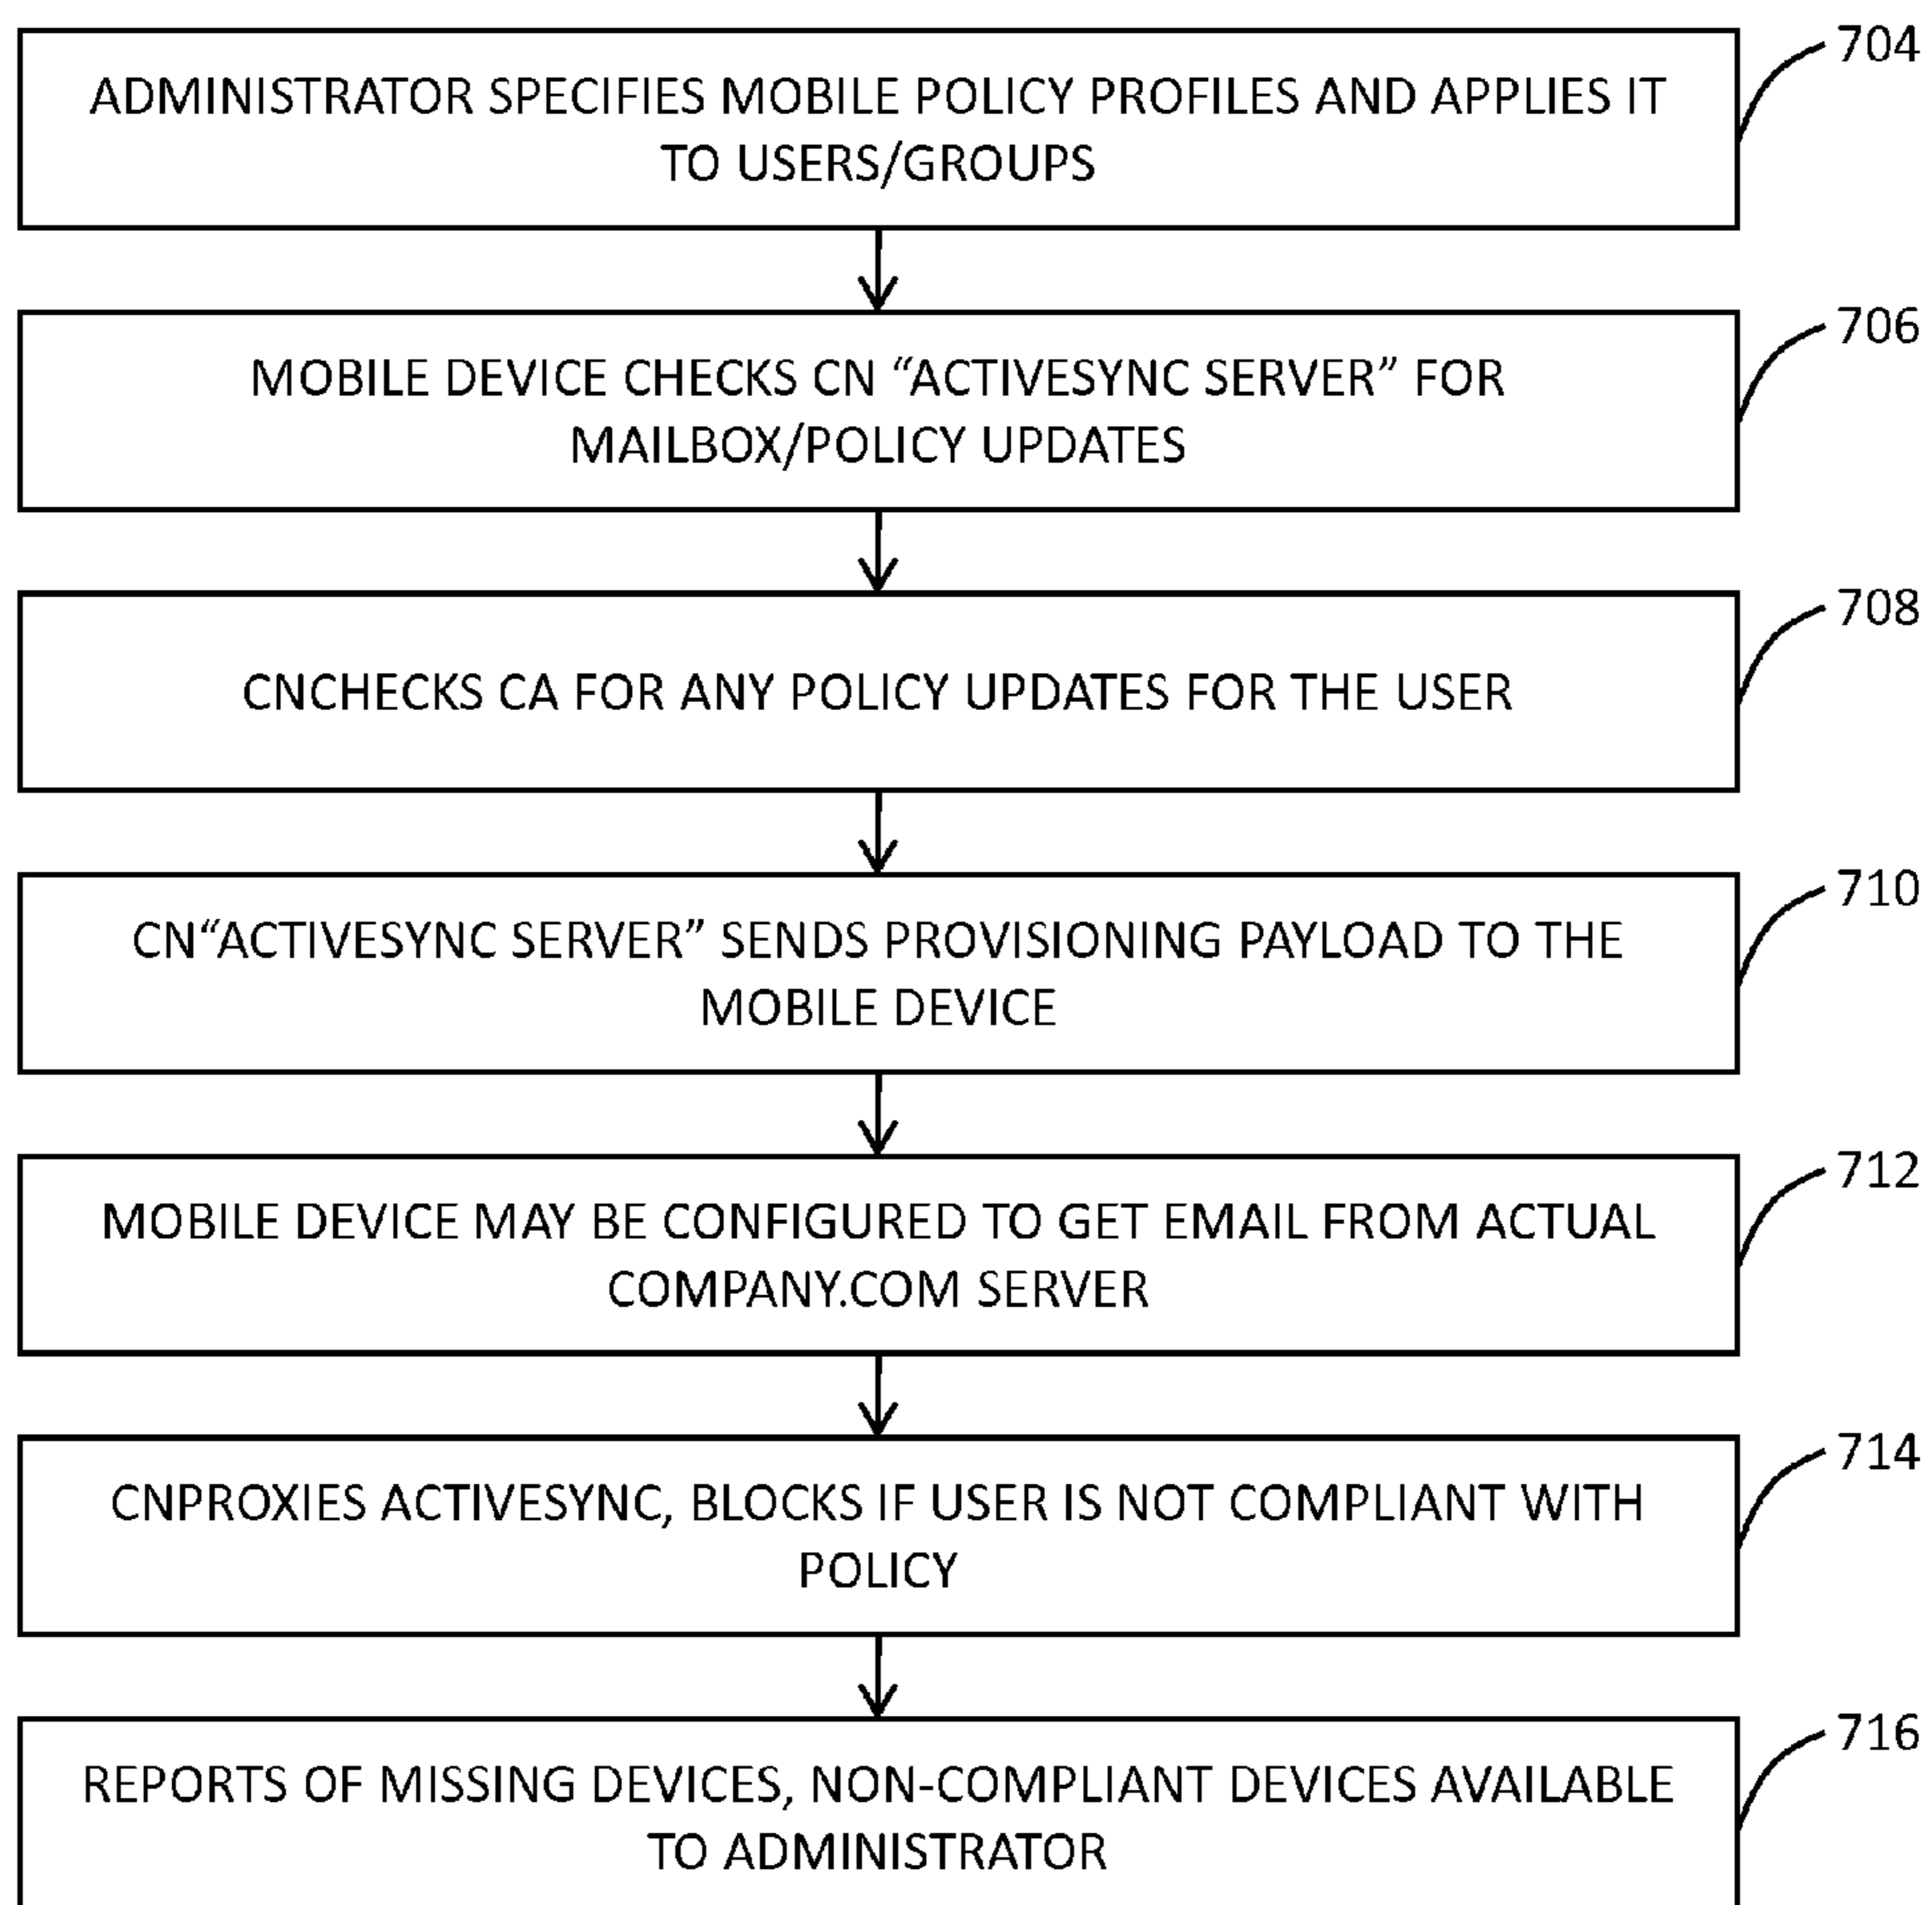 704
ADMINISTRATOR SPECIFIES MOBILE POLICY PROFILES AND APPLIES IT
TO USERS/GROUPS
706
MOBILE DEVICE CHECKS CN “ACTIVESYNC SERVER” FOR
MAILBOX/POLICY UPDATES
708
CNCHECKS CA FOR ANY POLICY UPDATES FOR THE USER
710
CN“ACTIVESYNC SERVER” SENDS PROVISIONING PAYLOAD TO THE
MOBILE DEVICE
712
MOBILE DEVICE MAY BE CONFIGURED TO GET EMAIL FROM ACTUAL
COMPANY.COM SERVER
714
CNPROXIES ACTIVESYNC, BLOCKS IF USER IS NOT COMPLIANT WITH
POLICY
716
REPORTS OF MISSING DEVICES, NON-COMPLIANT DEVICES AVAILABLE
TO ADMINISTRATOR